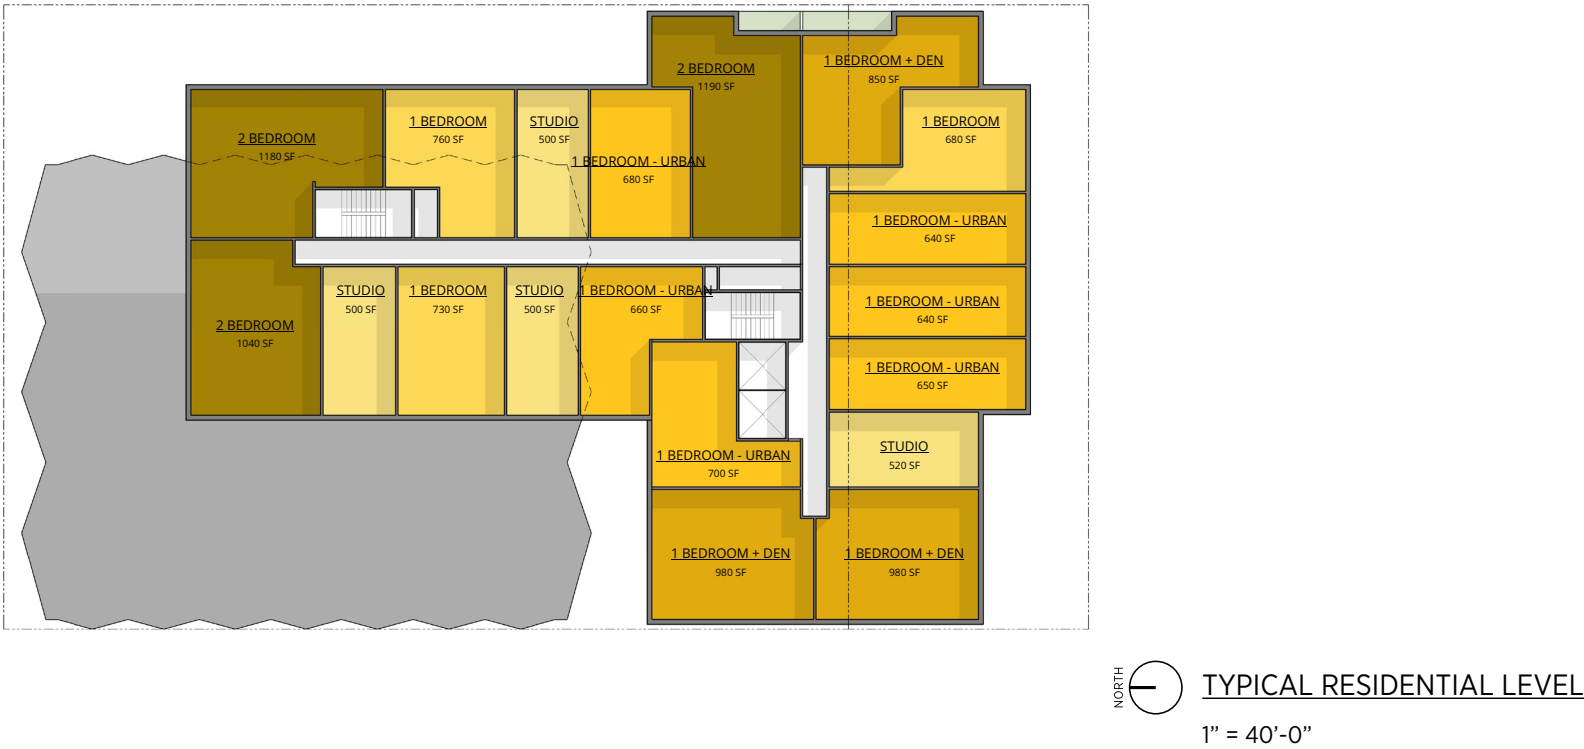 2 BEDROOM
1190 SF
1 BEDROOM + DEN
850 SF
2 BEDROOM
1180 SF
1 BEDROOM
760 SF
STUDIO
500 SF
1 BEDROOM - URBAN
680 SF
1 BEDROOM
680 SF
1 BEDROOM - URBAN
640 SF
2 BEDROOM
1040 SF
STUDIO
500 SF
1 BEDROOM
730 SF
STUDIO
500 SF
1 BEDROOM - URBAN
660 SF
1 BEDROOM - URBAN
640 SF
1 BEDROOM - URBAN
650 SF
1 BEDROOM - URBAN
700 SF
STUDIO
520 SF
1 BEDROOM + DEN
980 SF
1 BEDROOM + DEN
980 SF
NORTH
TYPICAL RESIDENTIAL LEVEL
1” = 40’-0”